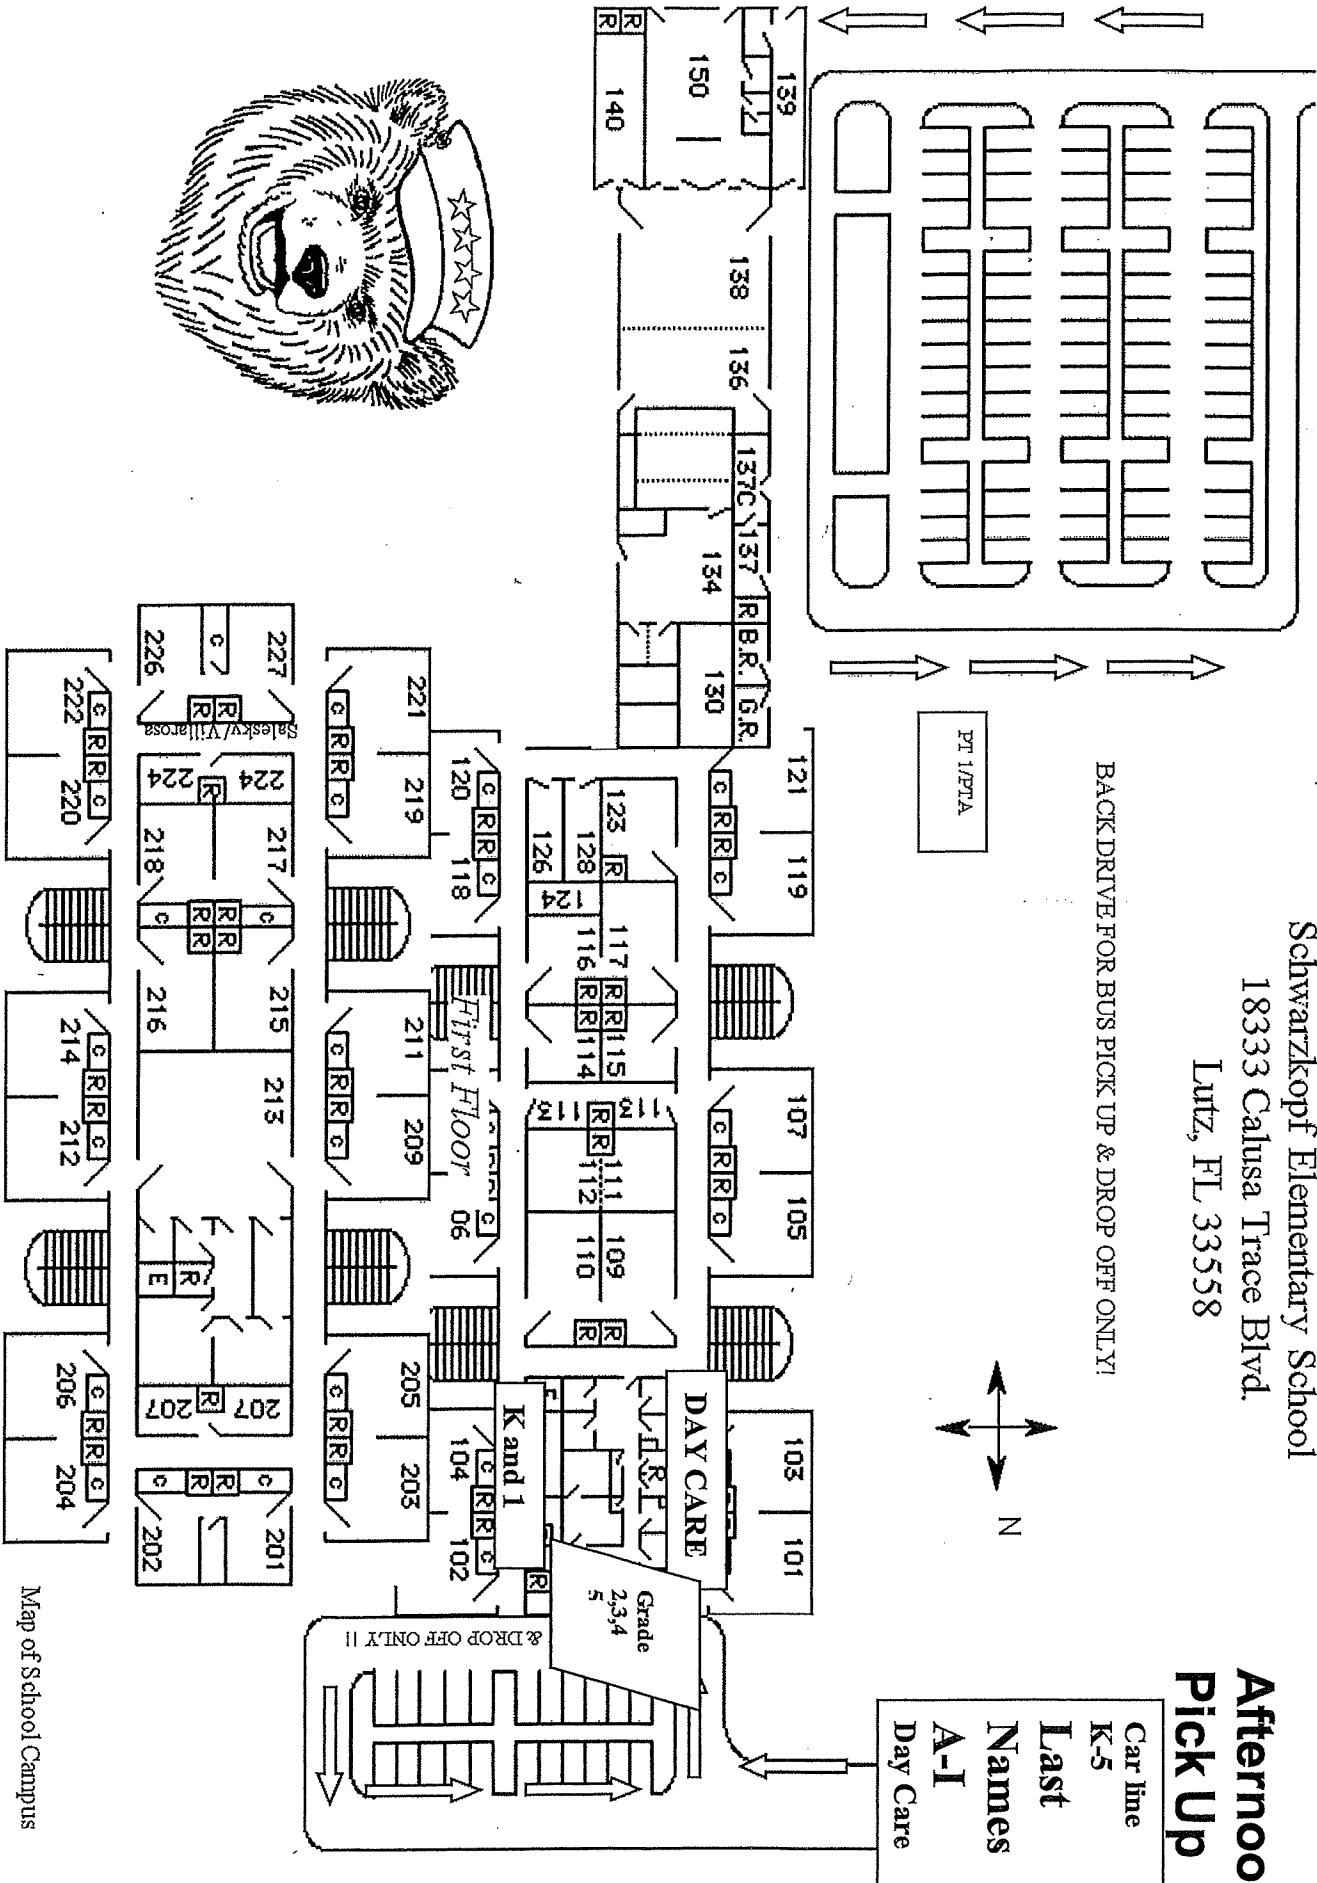 Schwarzkopf Elementary School
18333 Calusa Trace Blvd.
Lutz, FL 33558
Afternoo
Pick Up
Car line
K-5
Last
Names
A-I
Day Care
BACK DRIVE FOR BUS PICK UP & DROP OFF ONLY!
N
PT 1/PTA
139
150
140
R R
138
136
137C
137
134
R
B.R.
G.R.
130
121
119
C R R C
107
105
C R R C
103
101
DAY CARE
R
123
128
126
R
124
117
116
R R
R R
115
114
113
113
R R
111
112
109
110
R R
K and 1
Grade
2,3,4
5
R
120
118
C R R C
First Floor
06
C
104
102
C R R C
& DROP OFF ONLY !!
221
219
C R R C
211
209
C R R C
205
203
C R R C
227
226
C
R R
Salesky/Villarosa
224
224
R
217
218
C R R C
R R
215
216
213
R
E
207
207
R
C R R C
201
202
222
220
C R R C
214
212
C R R C
206
204
C R R C
Map of School Campus